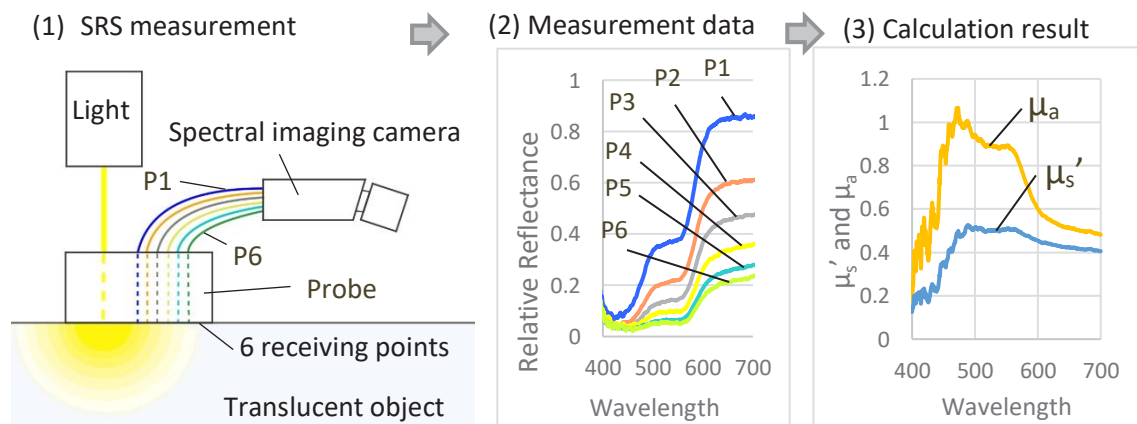 (1) SRS measurement
Light
Spectral imaging camera
P1
P6
Probe
6 receiving points
Translucent object
(2) Measurement data
Relative Reflectance
1
0.8
0.6
0.4
0.2
0
P1
P2
P3
P4
P5
P6
400 500 600 700
Wavelength
(3) Calculation result
μs’ and μa
1.2
1
0.8
0.6
0.4
0.2
0
μa
μs’
400 500 600 700
Wavelength